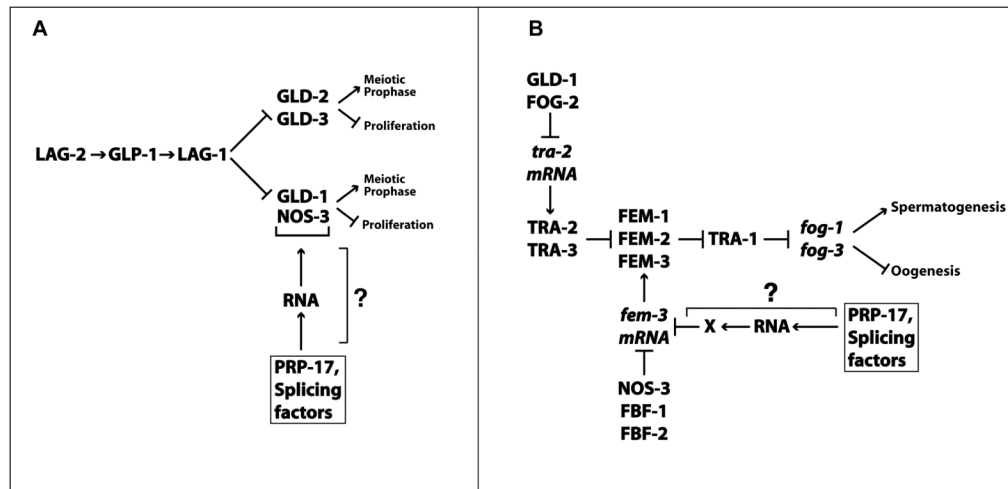 A
GLD-2
GLD-3
Meiotic
Prophase
Proliferation
LAG-2 → GLP-1 → LAG-1
GLD-1
NOS-3
Meiotic
Prophase
Proliferation
RNA
?
PRP-17,
Splicing
factors
B
GLD-1
FOG-2
tra-2
mRNA
TRA-2
TRA-3
FEM-1
FEM-2
FEM-3
TRA-1
fog-1
fog-3
Spermatogenesis
Oogenesis
fem-3
mRNA
?
X ← RNA ←
PRP-17,
Splicing
factors
NOS-3
FBF-1
FBF-2